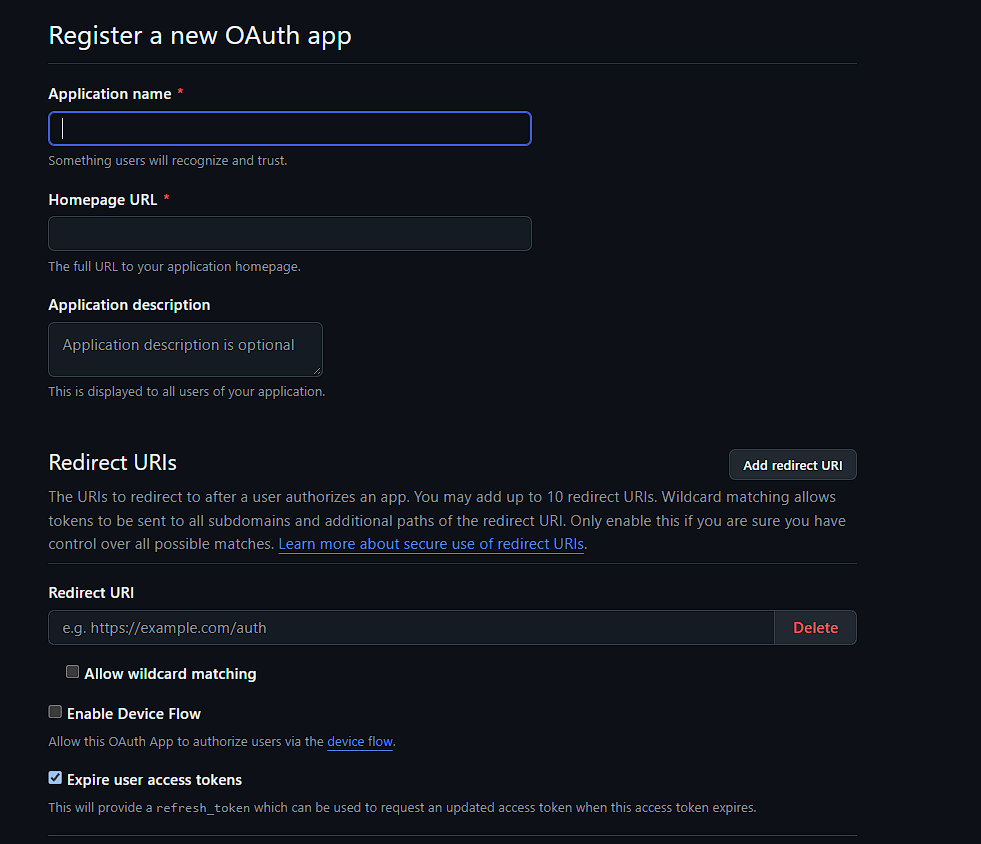 Register a new OAuth app
Application name *
Something users will recognize and trust.
Homepage URL *
The full URL to your application homepage.
Application description
Application description is optional
This is displayed to all users of your application.
Redirect URIs
Add redirect URI
The URIs to redirect to after a user authorizes an app. You may add up to 10 redirect URIs. Wildcard matching allows
tokens to be sent to all subdomains and additional paths of the redirect URI. Only enable this if you are sure you have
control over all possible matches. Learn more about secure use of redirect URIs.
Redirect URI
e.g. https://example.com/auth
Delete
Allow wildcard matching
Enable Device Flow
Allow this OAuth App to authorize users via the device flow.
Expire user access tokens
This will provide a refresh_token which can be used to request an updated access token when this access token expires.